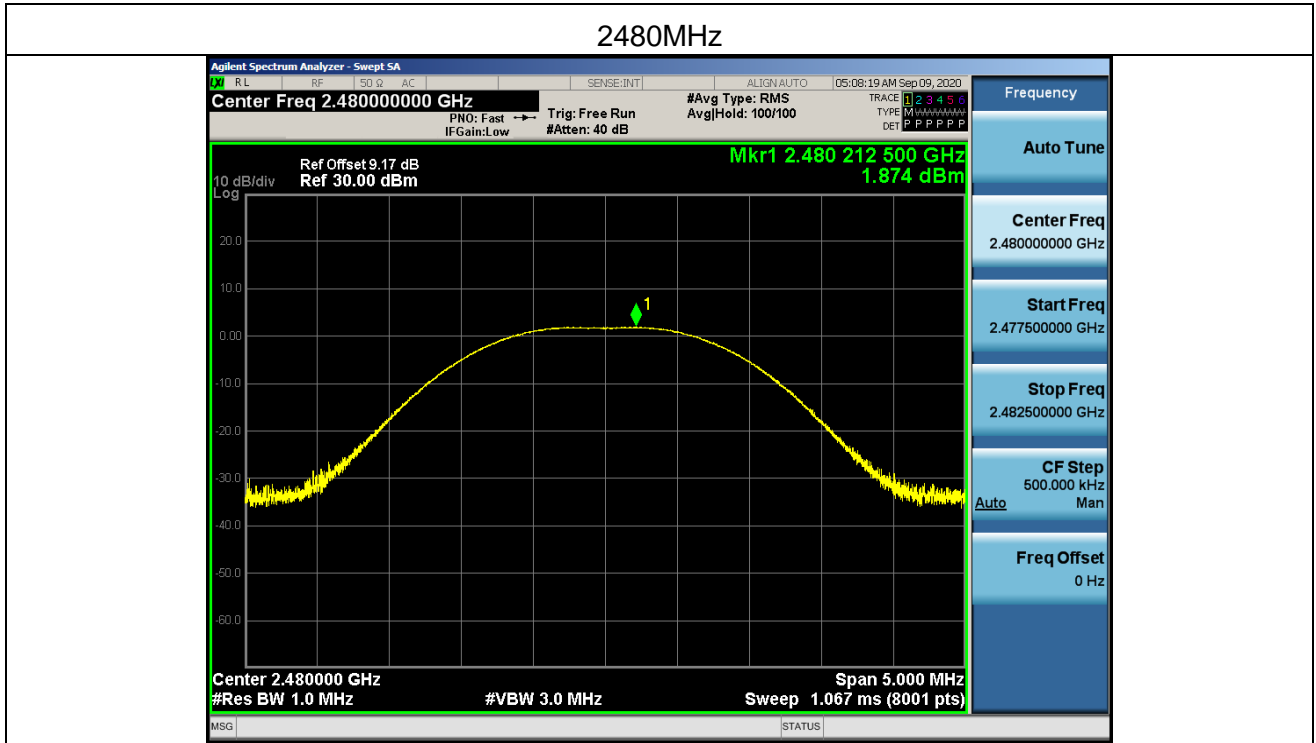 2480MHz
Agilent Spectrum Analyzer - Swept SA
LXI RL RF 50 Ω AC SENSE:INT ALIGN AUTO 05:08:19 AM Sep 09, 2020
Center Freq 2.480000000 GHz #Avg Type: RMS TRACE 1 2 3 4 5 6
PNO: Fast Trig: Free Run Avg|Hold: 100/100 TYPE M WWWWW
IFGain:Low #Atten: 40 dB DET P P P P P P
Mkr1 2.480 212 500 GHz
1.874 dBm
Ref Offset 9.17 dB
10 dB/div Ref 30.00 dBm
Log
20.0
10.0
1
0.00
-10.0
-20.0
-30.0
-40.0
-50.0
-60.0
Center 2.480000 GHz Span 5.000 MHz
#Res BW 1.0 MHz #VBW 3.0 MHz Sweep 1.067 ms (8001 pts)
MSG STATUS
Frequency
Auto Tune
Center Freq
2.480000000 GHz
Start Freq
2.477500000 GHz
Stop Freq
2.482500000 GHz
CF Step
500.000 kHz
Auto Man
Freq Offset
0 Hz